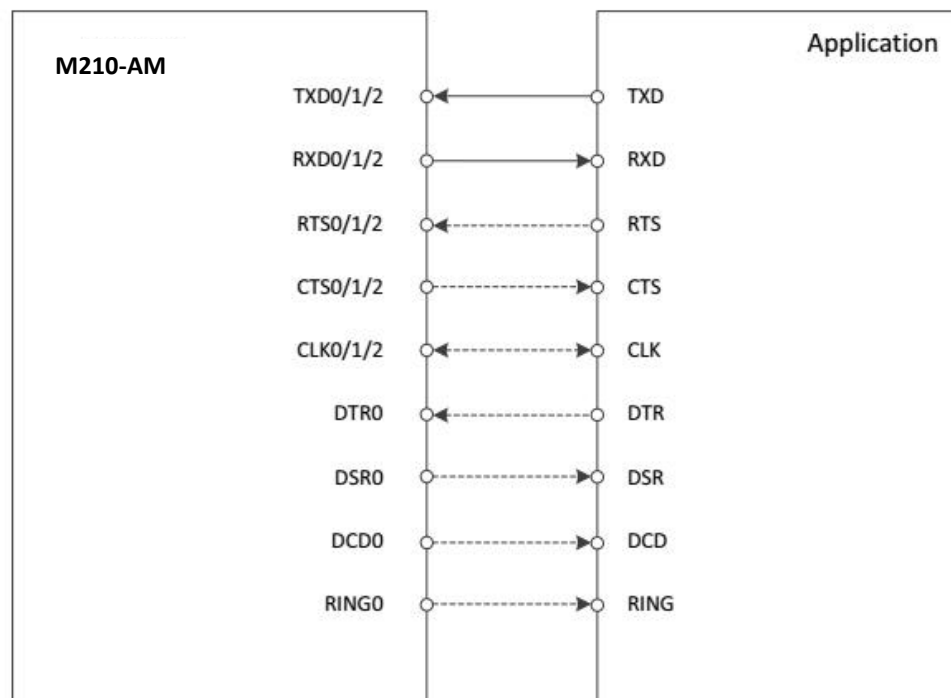 M210-AM
Application
TXD0/1/2 TXD
RXD0/1/2 RXD
RTS0/1/2 RTS
CTS0/1/2 CTS
CLK0/1/2 CLK
DTR0 DTR
DSR0 DSR
DCD0 DCD
RING0 RING